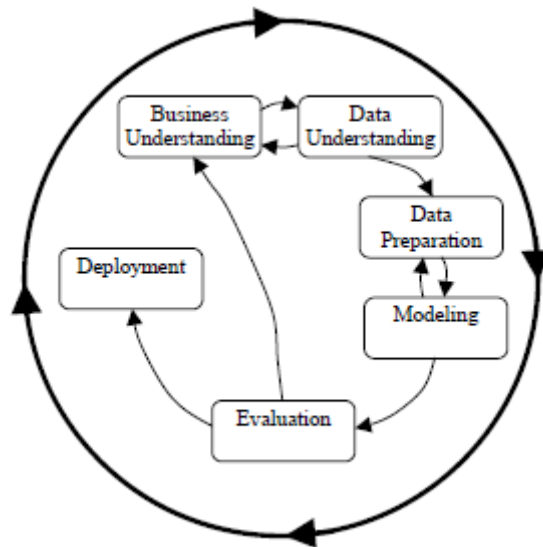 Business
Understanding
Data
Understanding
Data
Preparation
Deployment
Modeling
Evaluation